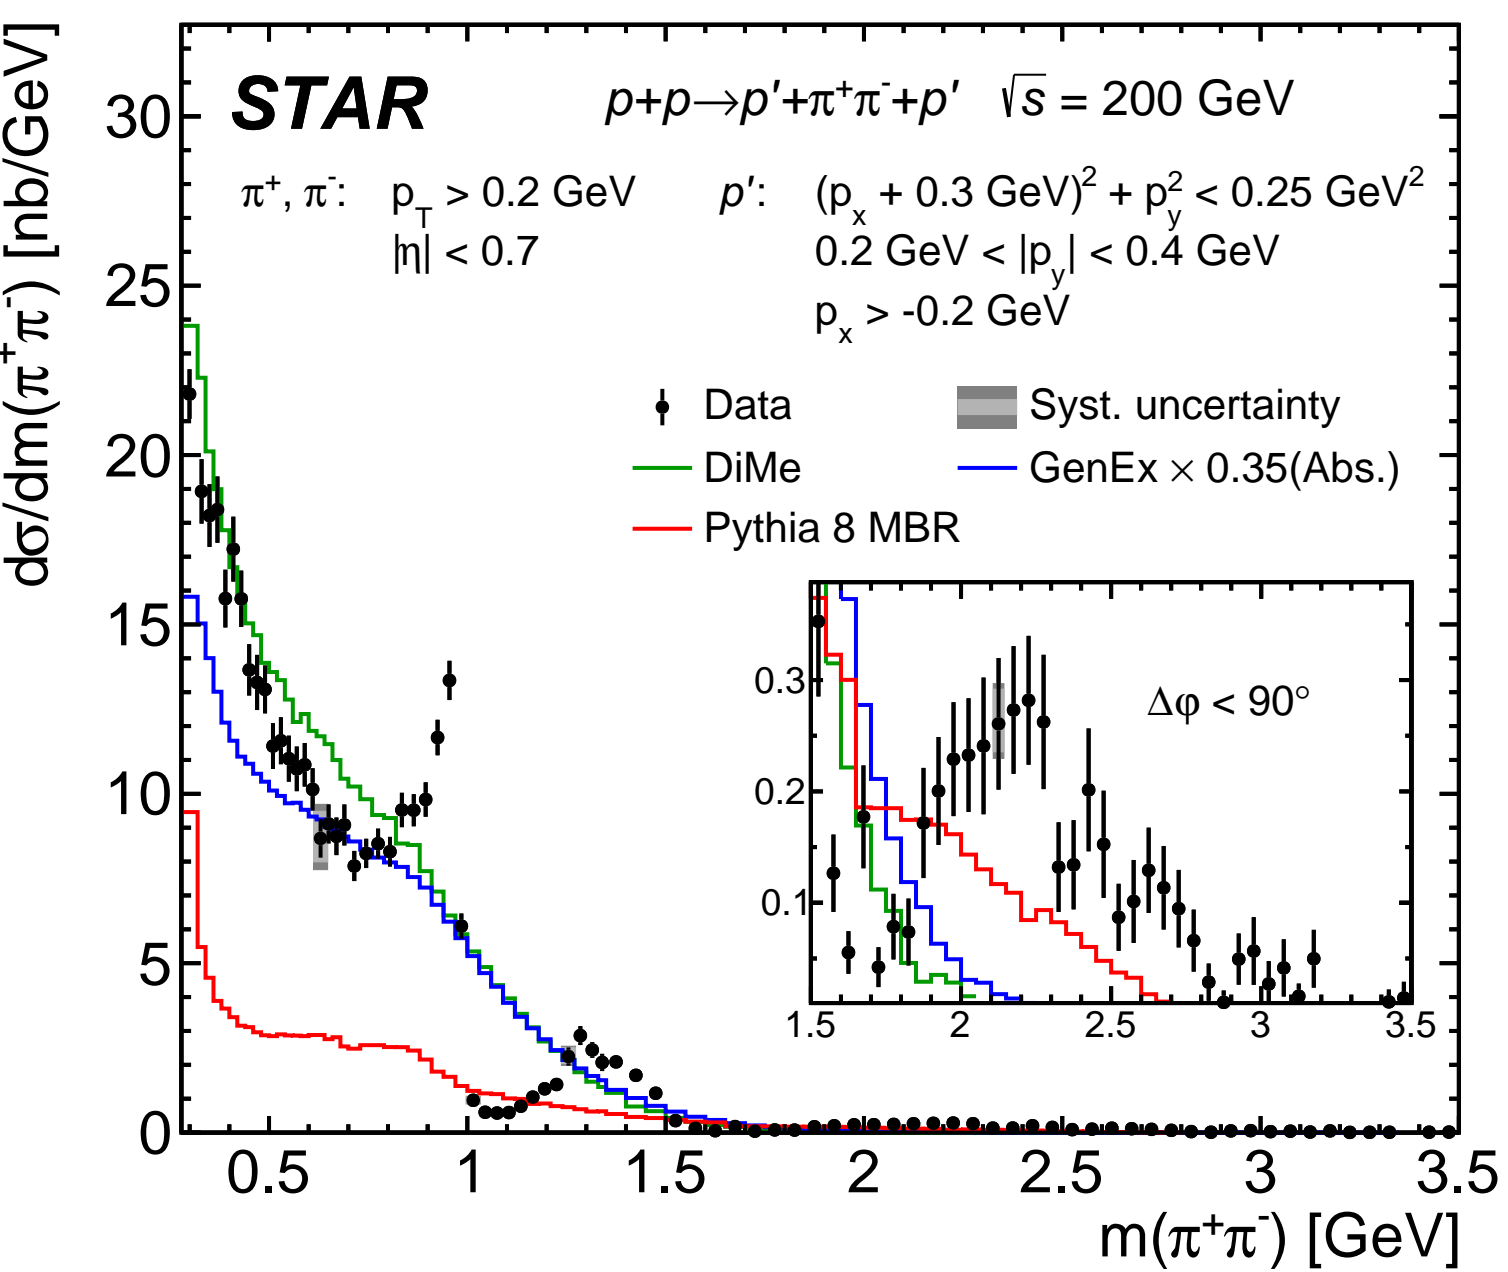 STAR p+p→p′+π⁺π⁻+p′ √s = 200 GeV
π⁺, π⁻: p_T > 0.2 GeV p′: (p_x + 0.3 GeV)² + p_y² < 0.25 GeV²
|η| < 0.7 0.2 GeV < |p_y| < 0.4 GeV
p_x > -0.2 GeV
Data Syst. uncertainty
DiMe GenEx × 0.35(Abs.)
Pythia 8 MBR
Δφ < 90°
0.3
0.2
0.1
1.5 2 2.5 3 3.5
dσ/dm(π⁺π⁻) [nb/GeV]
30
25
20
15
10
5
0
0.5 1 1.5 2 2.5 3 3.5
m(π⁺π⁻) [GeV]